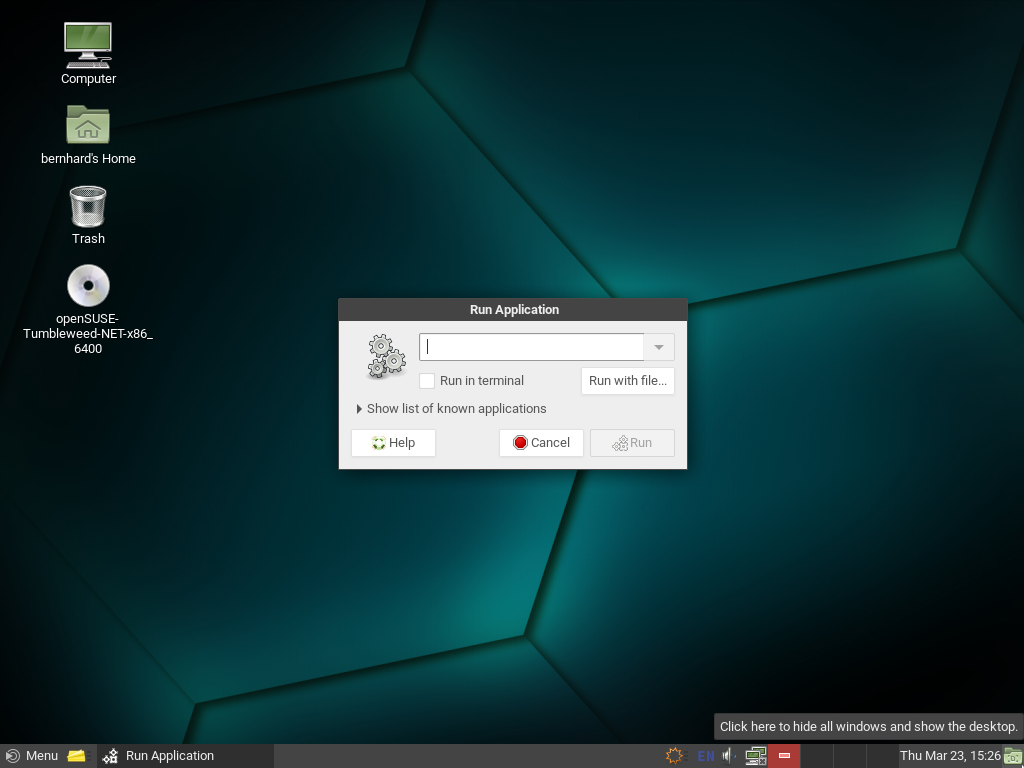 Computer
bernhard's Home
Trash
openSUSE-
Tumbleweed-NET-x86_
6400
Run Application
Run in terminal
Run with file...
Show list of known applications
Help
Cancel
Run
Click here to hide all windows and show the desktop.
Menu
Run Application
EN
Thu Mar 23, 15:26